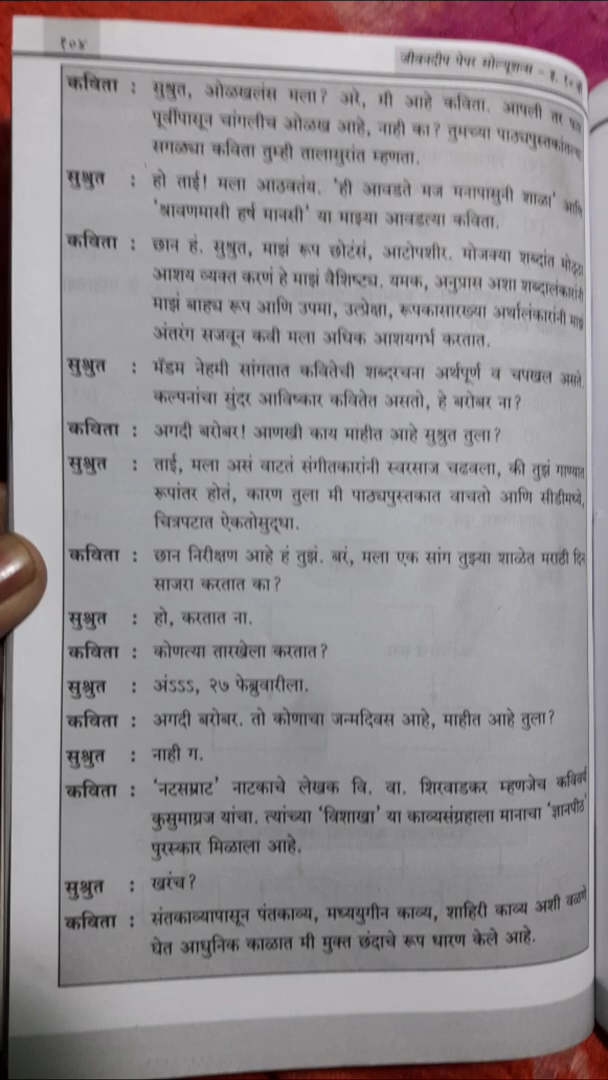 १०४
जीवनदीप पेपर सोल्यूशन्स - इ. १० वी
कविता : सुश्रुत, ओळखलंस मला? अरे, मी आहे कविता. आपली तर फार
पूर्वीपासून चांगलीच ओळख आहे, नाही का? तुमच्या पाठ्यपुस्तकांतल्या
सगळ्या कविता तुम्ही तालासुरांत म्हणता.
सुश्रुत : हो ताई! मला आठवतंय. 'ही आवडते मज मनापासुनी शाळा' आणि
'श्रावणमासी हर्ष मानसी' या माझ्या आवडत्या कविता.
कविता : छान हं. सुश्रुत, माझं रूप छोटंसं, आटोपशीर. मोजक्या शब्दांत मोठ्ठा
आशय व्यक्त करणं हे माझं वैशिष्ट्य. यमक, अनुप्रास अशा शब्दालंकारांनी
माझं बाह्य रूप आणि उपमा, उत्प्रेक्षा, रूपकासारख्या अर्थालंकारांनी माझं
अंतरंग सजवून कवी मला अधिक आशयगर्भ करतात.
सुश्रुत : मॅडम नेहमी सांगतात कवितेची शब्दरचना अर्थपूर्ण व चपखल असते.
कल्पनांचा सुंदर आविष्कार कवितेत असतो, हे बरोबर ना?
कविता : अगदी बरोबर! आणखी काय माहीत आहे सुश्रुत तुला?
सुश्रुत : ताई, मला असं वाटतं संगीतकारांनी स्वरसाज चढवला, की तुझं गाण्यात
रूपांतर होतं, कारण तुला मी पाठ्यपुस्तकात वाचतो आणि सीडीमध्ये,
चित्रपटात ऐकतोसुद्धा.
कविता : छान निरीक्षण आहे हं तुझं. बरं, मला एक सांग तुझ्या शाळेत मराठी दिन
साजरा करतात का?
सुश्रुत : हो, करतात ना.
कविता : कोणत्या तारखेला करतात?
सुश्रुत : अंऽऽऽ, २७ फेब्रुवारीला.
कविता : अगदी बरोबर. तो कोणाचा जन्मदिवस आहे, माहीत आहे तुला?
सुश्रुत : नाही ग.
कविता : 'नटसम्राट' नाटकाचे लेखक वि. वा. शिरवाडकर म्हणजेच कविवर्य
कुसुमाग्रज यांचा. त्यांच्या 'विशाखा' या काव्यसंग्रहाला मानाचा 'ज्ञानपीठ'
पुरस्कार मिळाला आहे.
सुश्रुत : खरंच?
कविता : संतकाव्यापासून पंतकाव्य, मध्ययुगीन काव्य, शाहिरी काव्य अशी वळणे
घेत आधुनिक काळात मी मुक्त छंदाचे रूप धारण केले आहे.